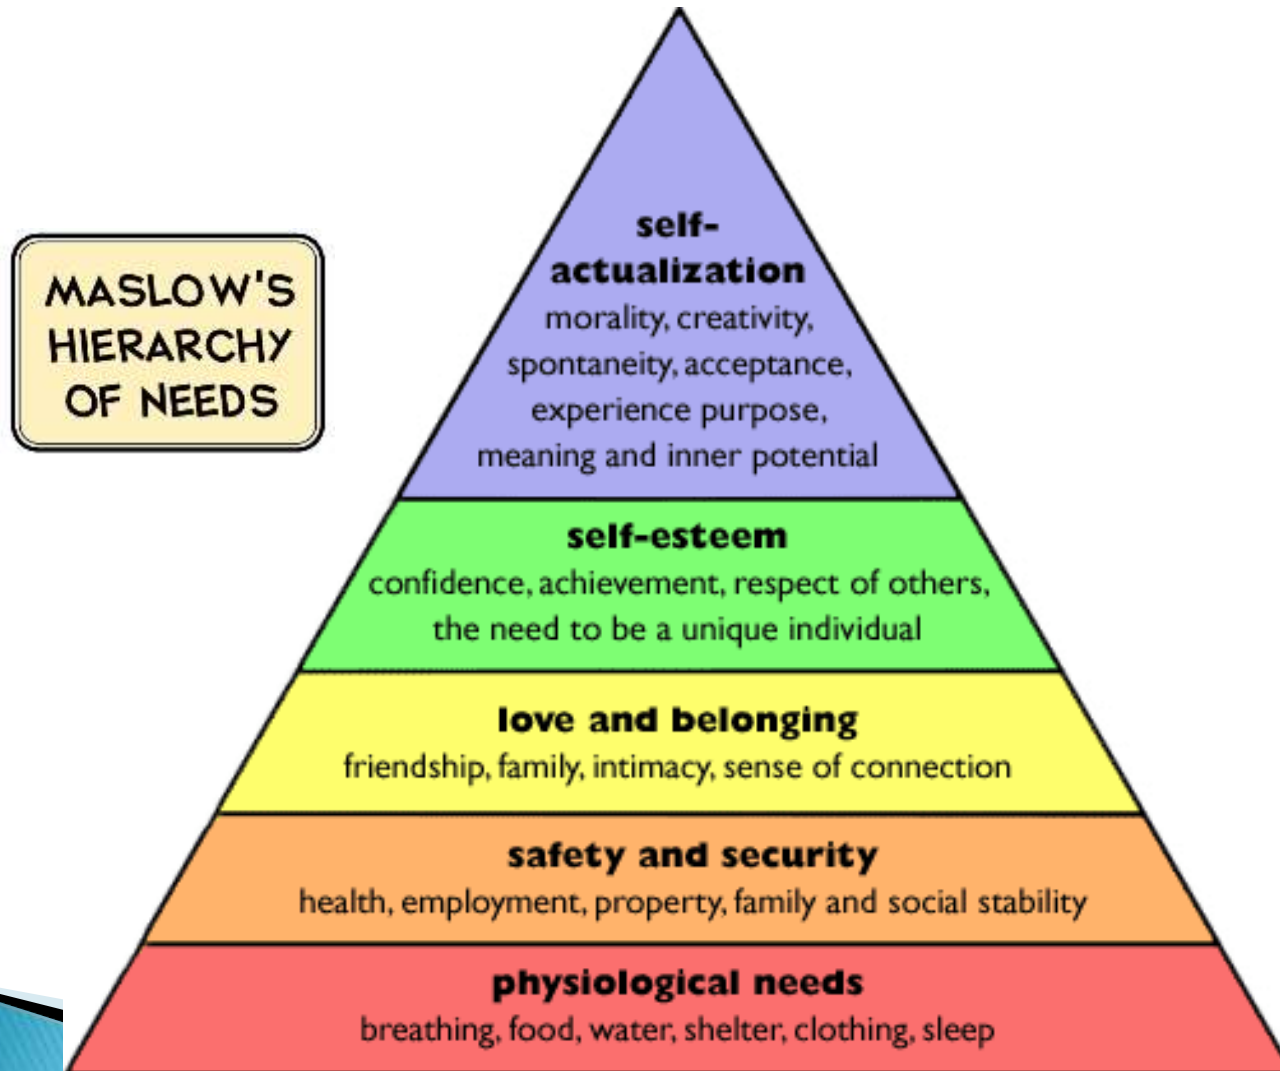 MASLOW'S
HIERARCHY
OF NEEDS
self-
actualization
morality, creativity,
spontaneity, acceptance,
experience purpose,
meaning and inner potential
self-esteem
confidence, achievement, respect of others,
the need to be a unique individual
love and belonging
friendship, family, intimacy, sense of connection
safety and security
health, employment, property, family and social stability
physiological needs
breathing, food, water, shelter, clothing, sleep